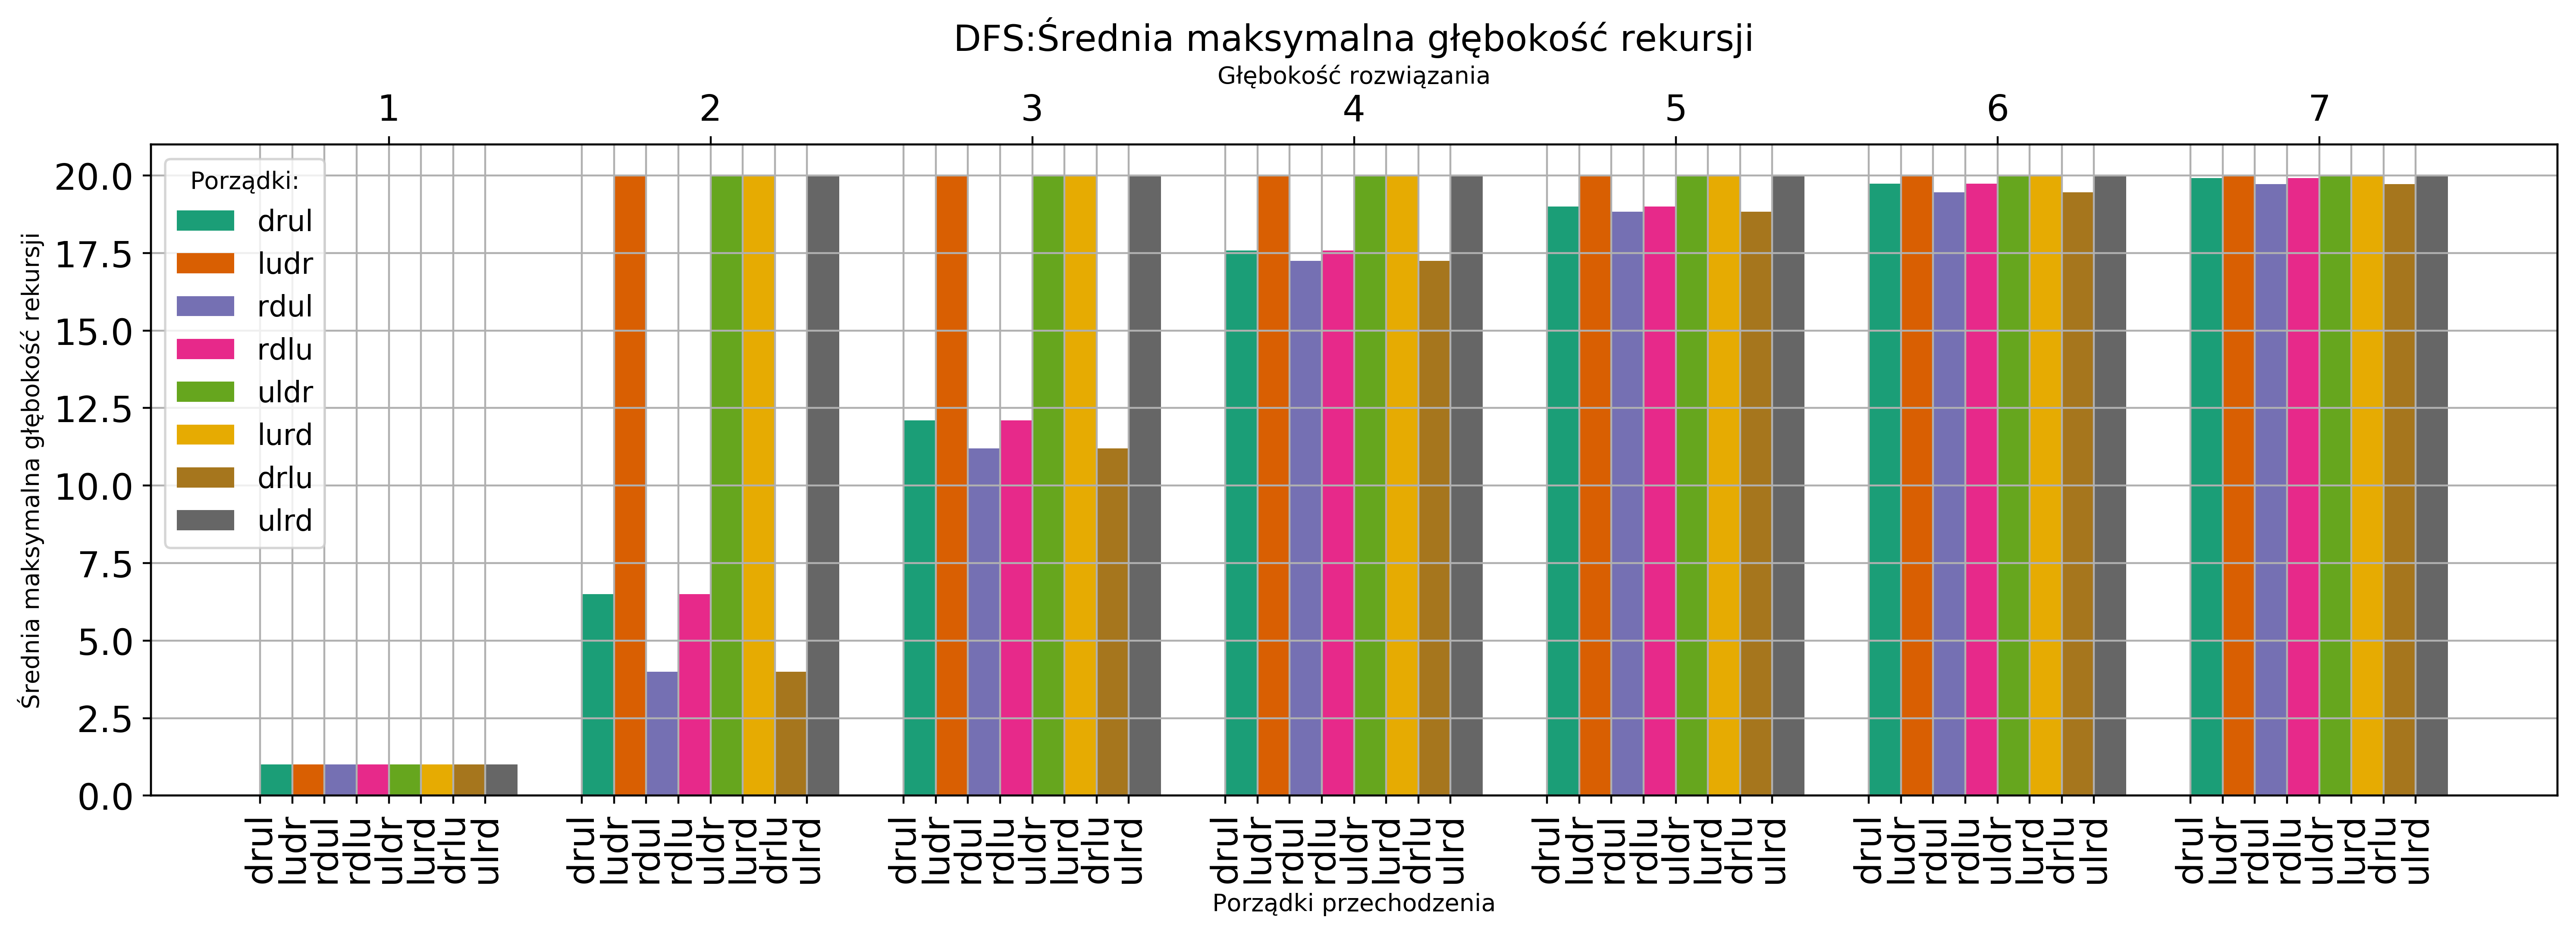 DFS:Średnia maksymalna głębokość rekursji
Głębokość rozwiązania
1 2 3 4 5 6 7
Średnia maksymalna głębokość rekursji
20.0
17.5
15.0
12.5
10.0
7.5
5.0
2.5
0.0
Porządki:
drul
ludr
rdul
rdlu
uldr
lurd
drlu
ulrd
drul ludr rdul rdlu uldr lurd drlu ulrd drul ludr rdul rdlu uldr lurd drlu ulrd drul ludr rdul rdlu uldr lurd drlu ulrd drul ludr rdul rdlu uldr lurd drlu ulrd drul ludr rdul rdlu uldr lurd drlu ulrd drul ludr rdul rdlu uldr lurd drlu ulrd drul ludr rdul rdlu uldr lurd drlu ulrd
Porządki przechodzenia